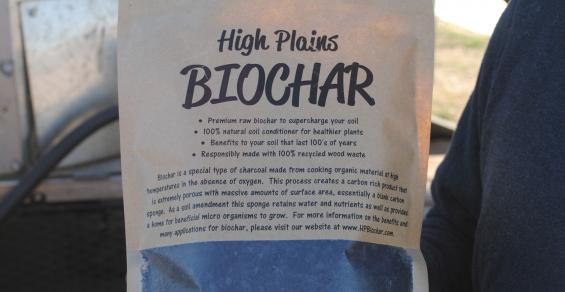 High Plains
BIOCHAR
• Premium raw biochar to supercharge your soil
• 100% natural soil conditioner for healthier plants
• Benefits to your soil that last 100's of years
• Responsibly made with 100% recycled wood waste
Biochar is a special type of charcoal made from cooking organic material at high
temperatures in the absence of oxygen. This process creates a carbon rich product that
is extremely porous with massive amounts of surface area, essentially a blank carbon
sponge. As a soil amendment this sponge retains water and nutrients as well as provides
a home for beneficial micro organisms to grow. For more information on the benefits and
many applications for biochar, please visit our website at www.HPBiochar.com